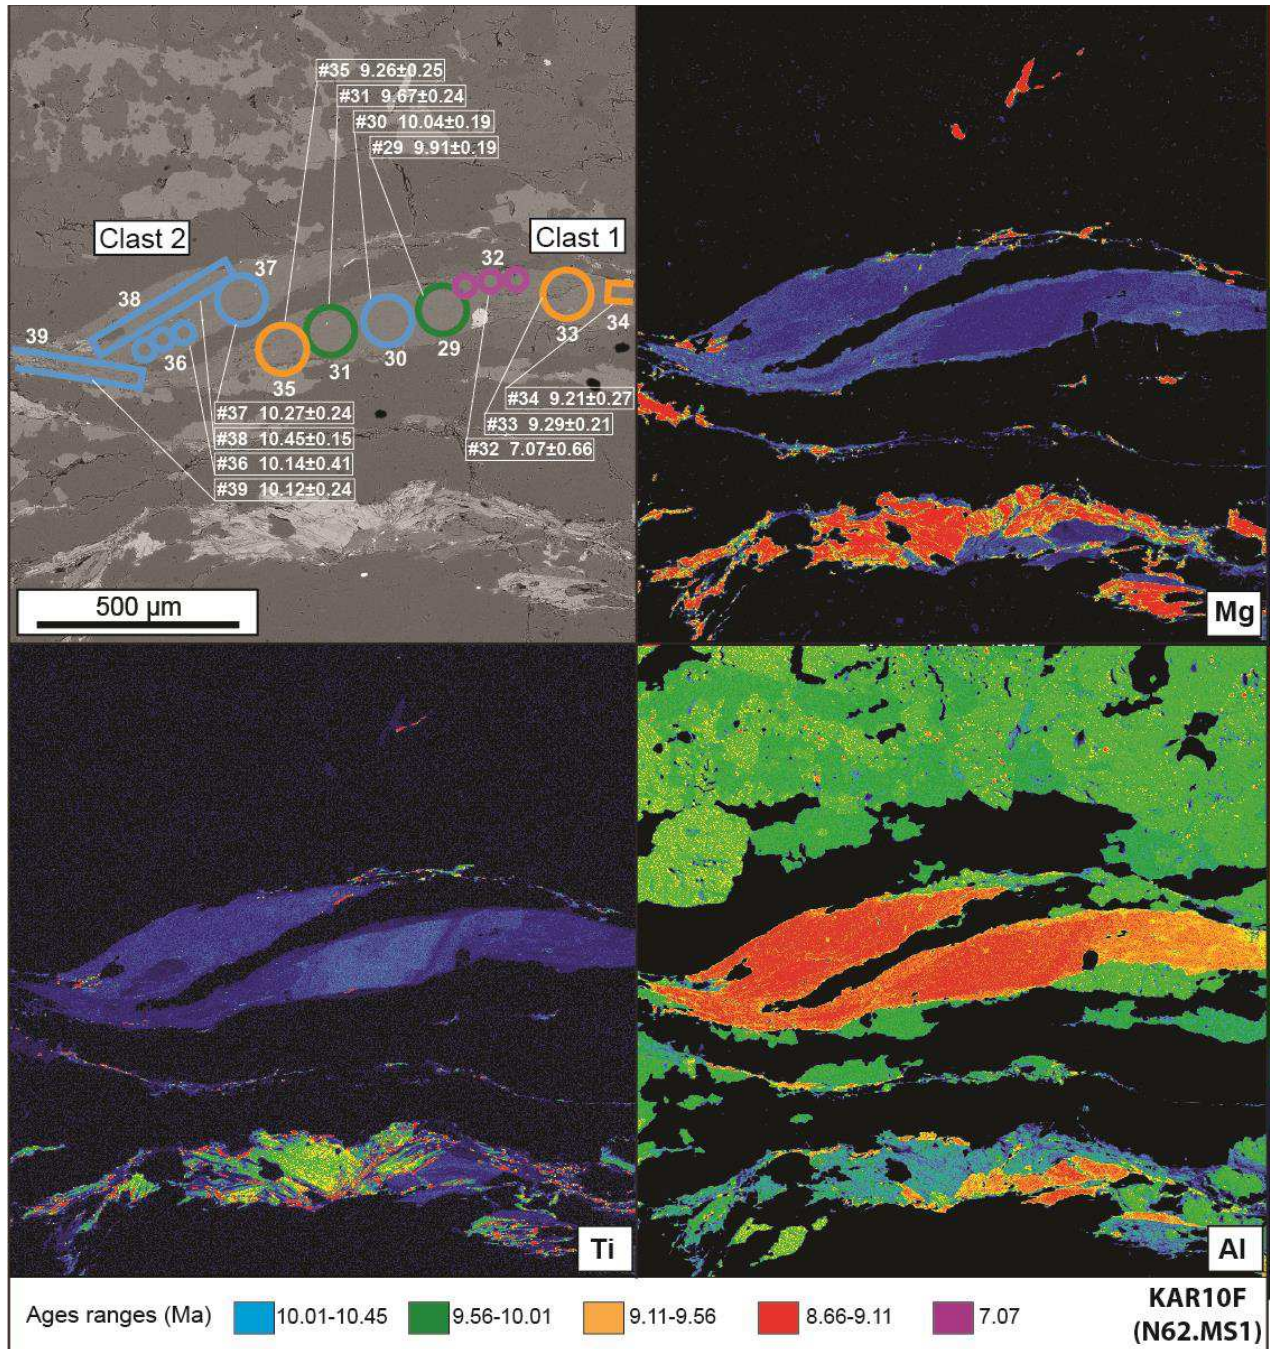 #35 9.26±0.25
#31 9.67±0.24
#30 10.04±0.19
#29 9.91±0.19
Clast 2
Clast 1
37
32
38
39
36
35
31
30
29
33
34
#37 10.27±0.24
#38 10.45±0.15
#36 10.14±0.41
#39 10.12±0.24
#34 9.21±0.27
#33 9.29±0.21
#32 7.07±0.66
500 µm
Mg
Ti
Al
Ages ranges (Ma) 10.01-10.45 9.56-10.01 9.11-9.56 8.66-9.11 7.07
KAR10F
(N62.MS1)